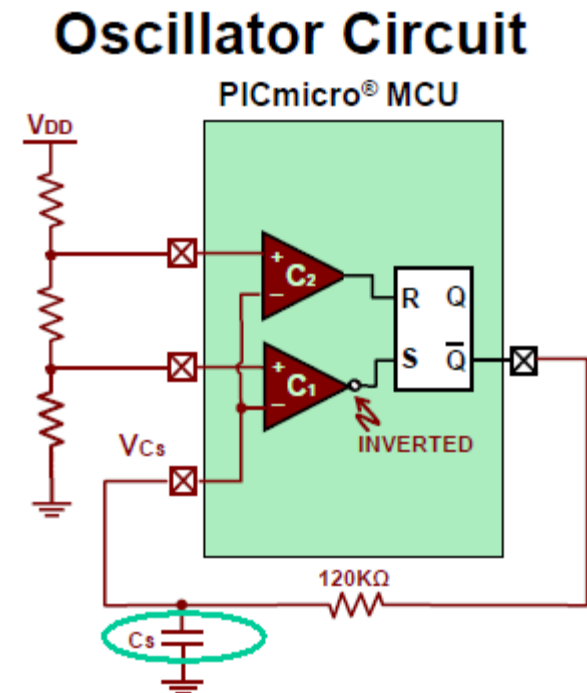 Oscillator Circuit
PICmicro® MCU
VDD
+
C2
–
R Q
+
C1
–
S Q̅
INVERTED
VCs
120KΩ
Cs